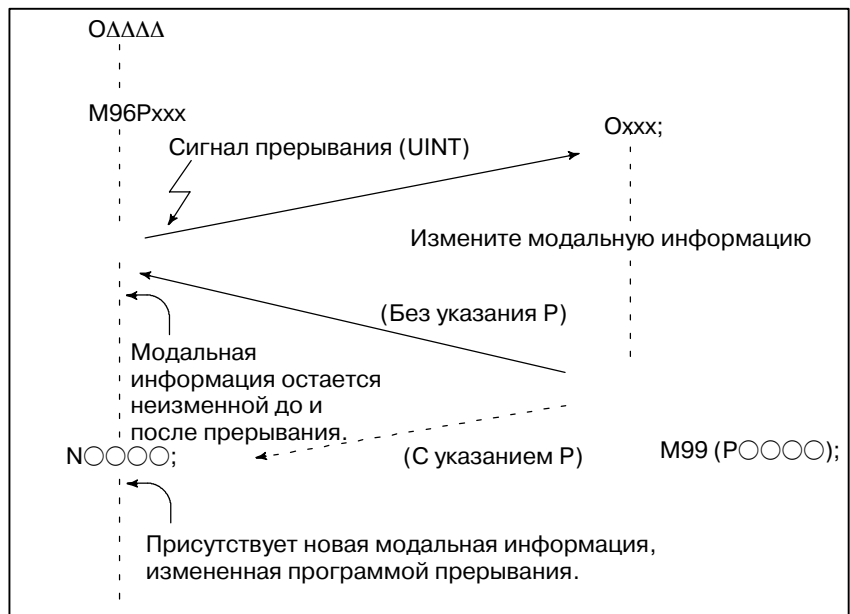 OΔΔΔΔ
M96Pxxx
Сигнал прерывания (UINT)
Oxxx;
Измените модальную информацию
(Без указания P)
Модальная
информация остается
неизменной до и
после прерывания.
N○○○○;
(С указанием P)
M99 (P○○○○);
Присутствует новая модальная информация,
измененная программой прерывания.